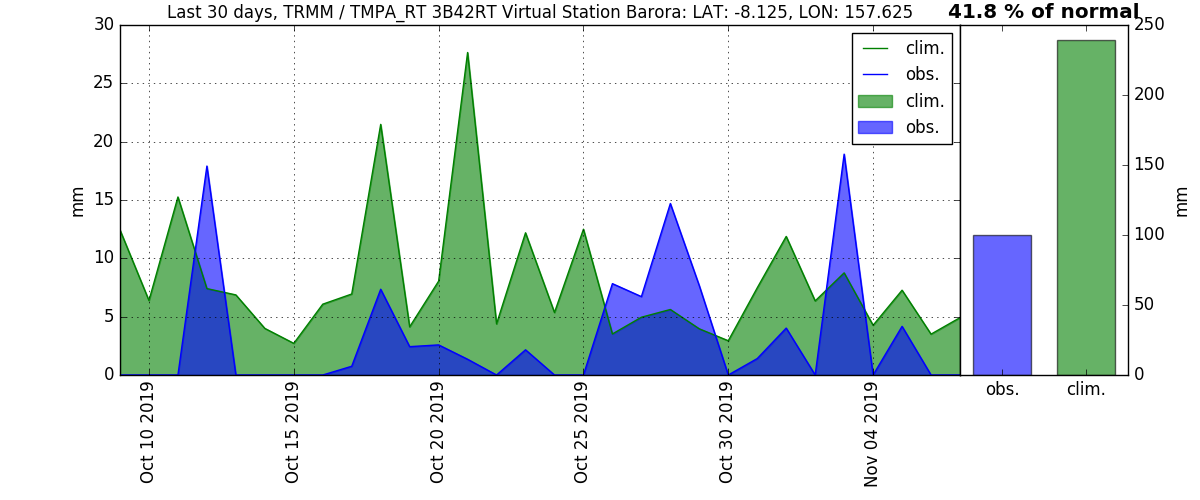 Last 30 days, TRMM / TMPA_RT 3B42RT Virtual Station Barora: LAT: -8.125, LON: 157.625
41.8 % of normal
30
25
20
15
10
5
0
mm
clim.
obs.
clim.
obs.
250
200
150
100
50
0
mm
Oct 10 2019
Oct 15 2019
Oct 20 2019
Oct 25 2019
Oct 30 2019
Nov 04 2019
obs.
clim.